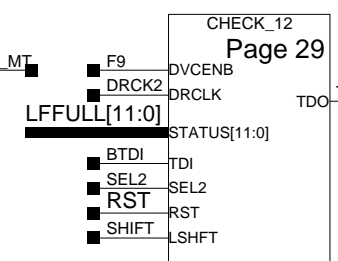 CHECK_12
Page 29
_MT
F9
DVCENB
DRCK2
DRCLK
TDO
LFFULL[11:0]
STATUS[11:0]
BTDI
TDI
SEL2
SEL2
RST
RST
SHIFT
LSHFT